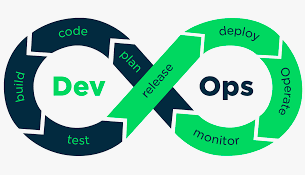 code
deploy
plan
build
Dev
release
Ops
Operate
test
monitor